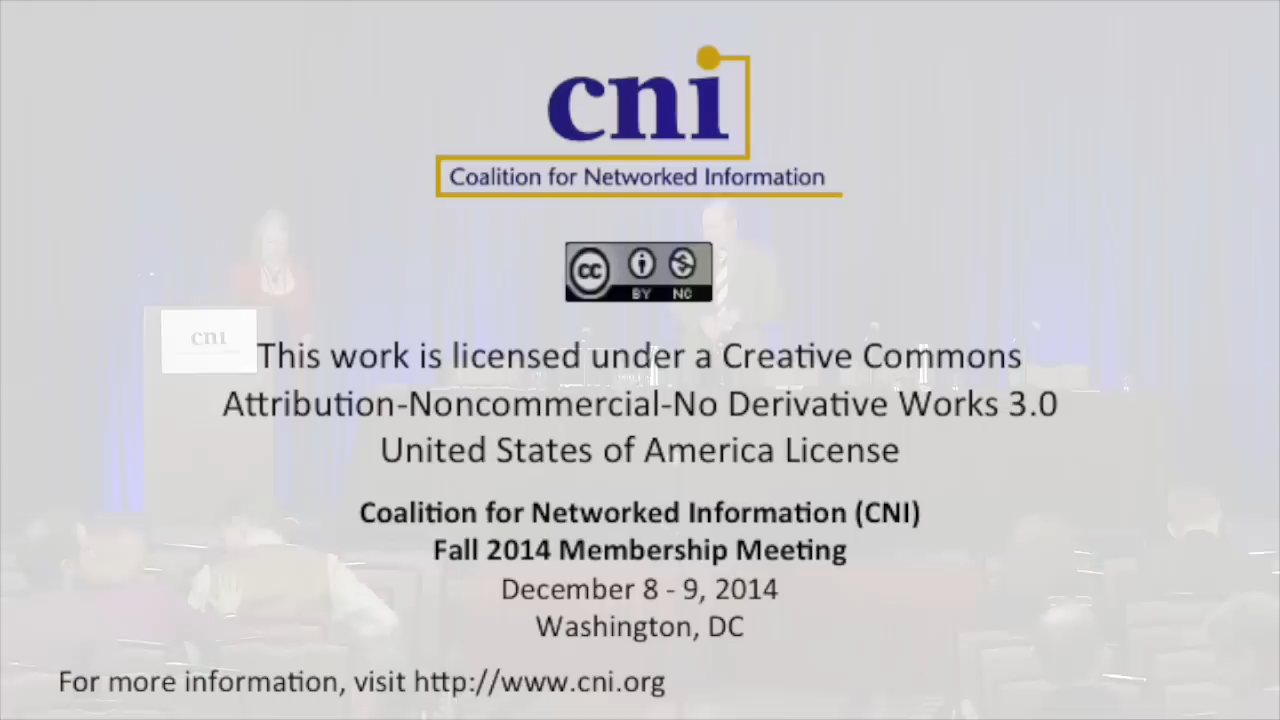 cni
Coalition for Networked Information
cc
BY NC
cni
This work is licensed under a Creative Commons
Attribution-Noncommercial-No Derivative Works 3.0
United States of America License
Coalition for Networked Information (CNI)
Fall 2014 Membership Meeting
December 8 - 9, 2014
Washington, DC
For more information, visit http://www.cni.org